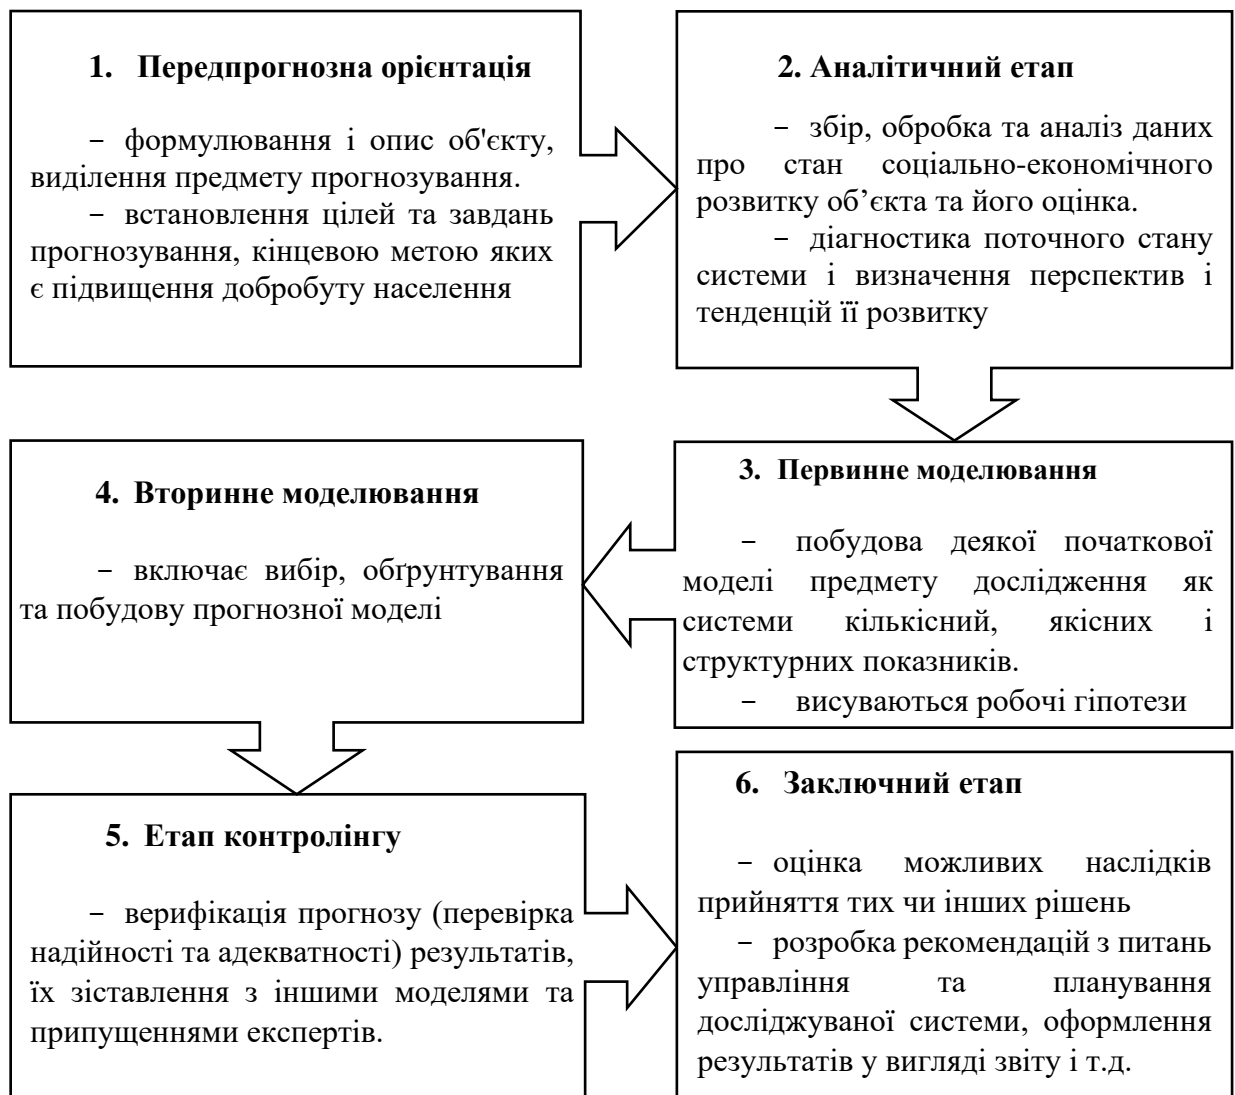 1. Передпрогнозна орієнтація
– формулювання і опис об'єкту,
виділення предмету прогнозування.
– встановлення цілей та завдань
прогнозування, кінцевою метою яких
є підвищення добробуту населення
2. Аналітичний етап
– збір, обробка та аналіз даних
про стан соціально-економічного
розвитку об’єкта та його оцінка.
– діагностика поточного стану
системи і визначення перспектив і
тенденцій її розвитку
3. Первинне моделювання
– побудова деякої початкової
моделі предмету дослідження як
системи кількісний, якісних і
структурних показників.
– висуваються робочі гіпотези
4. Вторинне моделювання
– включає вибір, обґрунтування
та побудову прогнозної моделі
5. Етап контролінгу
– верифікація прогнозу (перевірка
надійності та адекватності) результатів,
їх зіставлення з іншими моделями та
припущеннями експертів.
6. Заключний етап
– оцінка можливих наслідків
прийняття тих чи інших рішень
– розробка рекомендацій з питань
управління та планування
досліджуваної системи, оформлення
результатів у вигляді звіту і т.д.